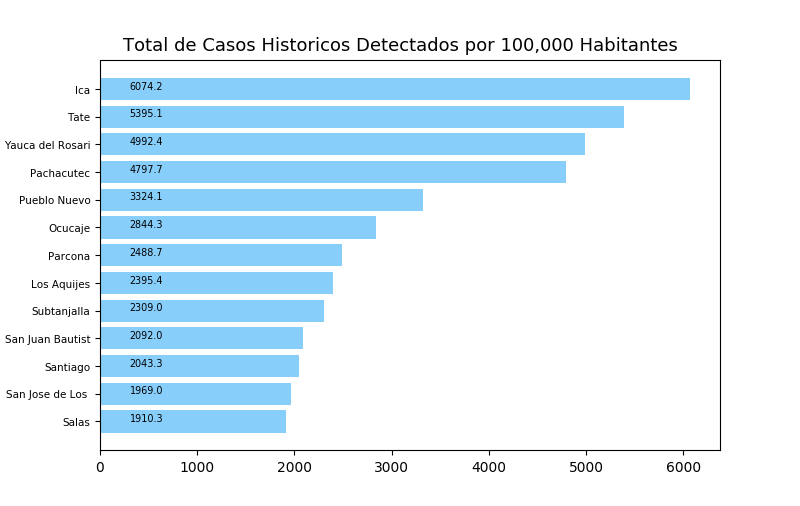 Total de Casos Historicos Detectados por 100,000 Habitantes
Ica 6074.2
Tate 5395.1
Yauca del Rosari 4992.4
Pachacutec 4797.7
Pueblo Nuevo 3324.1
Ocucaje 2844.3
Parcona 2488.7
Los Aquijes 2395.4
Subtanjalla 2309.0
San Juan Bautist 2092.0
Santiago 2043.3
San Jose de Los 1969.0
Salas 1910.3
0 1000 2000 3000 4000 5000 6000